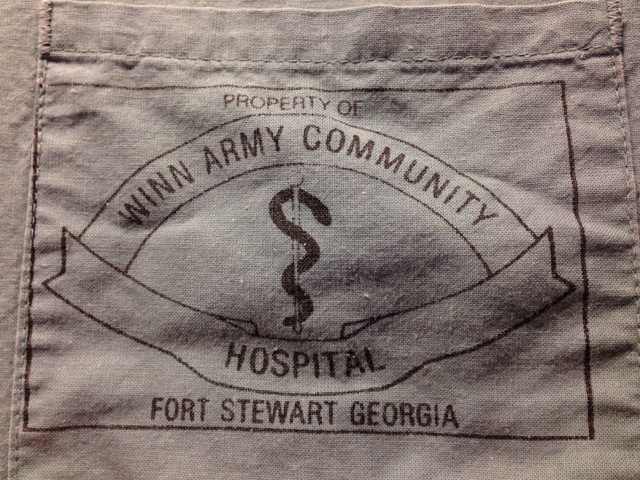 PROPERTY OF
WINN ARMY COMMUNITY
HOSPITAL
FORT STEWART GEORGIA